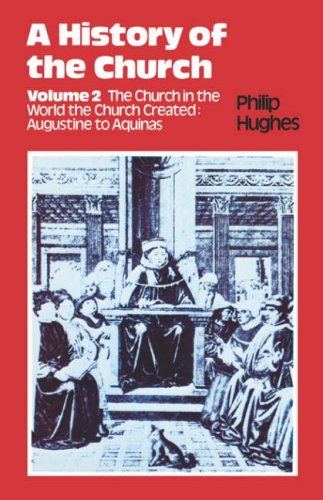 A History of
the Church
Volume 2 The Church in the
World the Church Created:
Augustine to Aquinas
Philip
Hughes